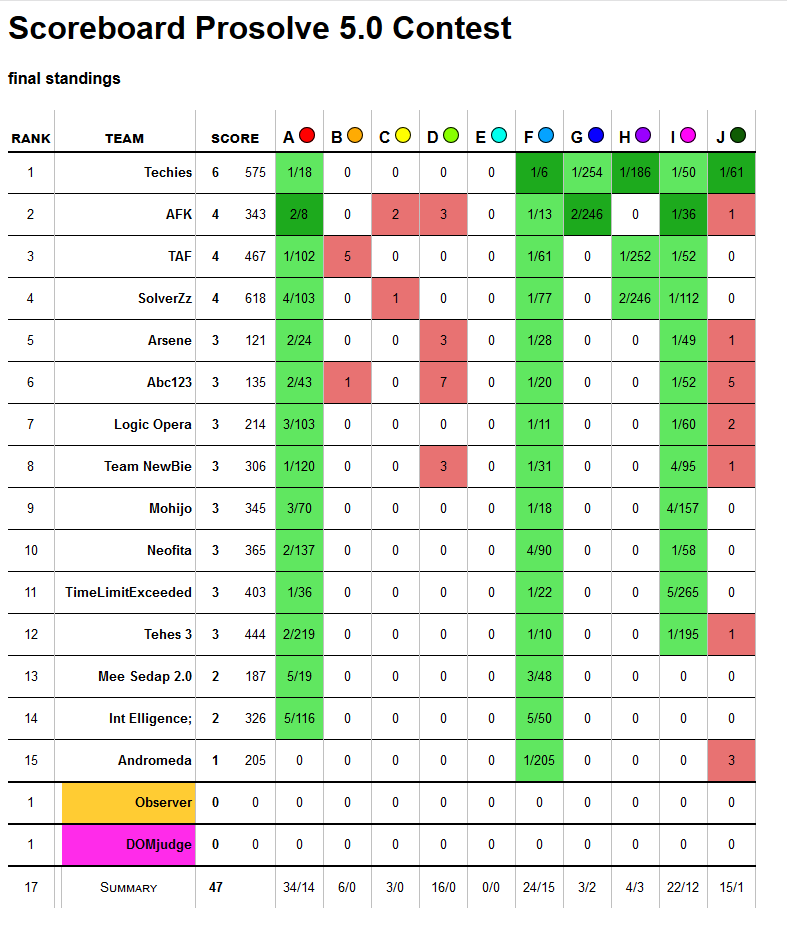 Scoreboard Prosolve 5.0 Contest
final standings
RANK TEAM SCORE A B C D E F G H I J
1 Techies 6 575 1/18 0 0 0 0 1/6 1/254 1/186 1/50 1/61
2 AFK 4 343 2/8 0 2 3 0 1/13 2/246 0 1/36 1
3 TAF 4 467 1/102 5 0 0 0 1/61 0 1/252 1/52 0
4 SolverZz 4 618 4/103 0 1 0 0 1/77 0 2/246 1/112 0
5 Arsene 3 121 2/24 0 0 3 0 1/28 0 0 1/49 1
6 Abc123 3 135 2/43 1 0 7 0 1/20 0 0 1/52 5
7 Logic Opera 3 214 3/103 0 0 0 0 1/11 0 0 1/60 2
8 Team NewBie 3 306 1/120 0 0 3 0 1/31 0 0 4/95 1
9 Mohijo 3 345 3/70 0 0 0 0 1/18 0 0 4/157 0
10 Neofita 3 365 2/137 0 0 0 0 4/90 0 0 1/58 0
11 TimeLimitExceeded 3 403 1/36 0 0 0 0 1/22 0 0 5/265 0
12 Tehes 3 3 444 2/219 0 0 0 0 1/10 0 0 1/195 1
13 Mee Sedap 2.0 2 187 5/19 0 0 0 0 3/48 0 0 0 0
14 Int Elligence; 2 326 5/116 0 0 0 0 5/50 0 0 0 0
15 Andromeda 1 205 0 0 0 0 0 1/205 0 0 0 3
1 Observer 0 0 0 0 0 0 0 0 0 0 0 0
1 DOMjudge 0 0 0 0 0 0 0 0 0 0 0 0
17 Summary 47 34/14 6/0 3/0 16/0 0/0 24/15 3/2 4/3 22/12 15/1